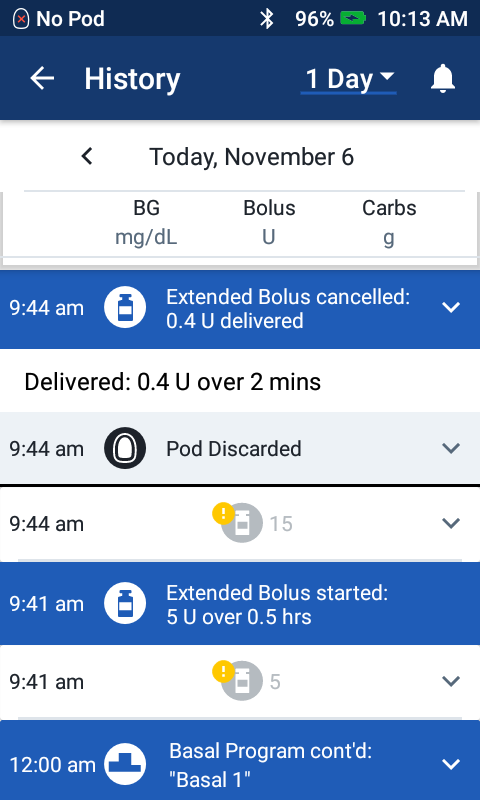 No Pod 96% 10:13 AM
History 1 Day
Today, November 6
BG Bolus Carbs
mg/dL U g
9:44 am Extended Bolus cancelled:
0.4 U delivered
Delivered: 0.4 U over 2 mins
9:44 am Pod Discarded
9:44 am ! 15
9:41 am Extended Bolus started:
5 U over 0.5 hrs
9:41 am ! 5
12:00 am Basal Program cont'd:
"Basal 1"